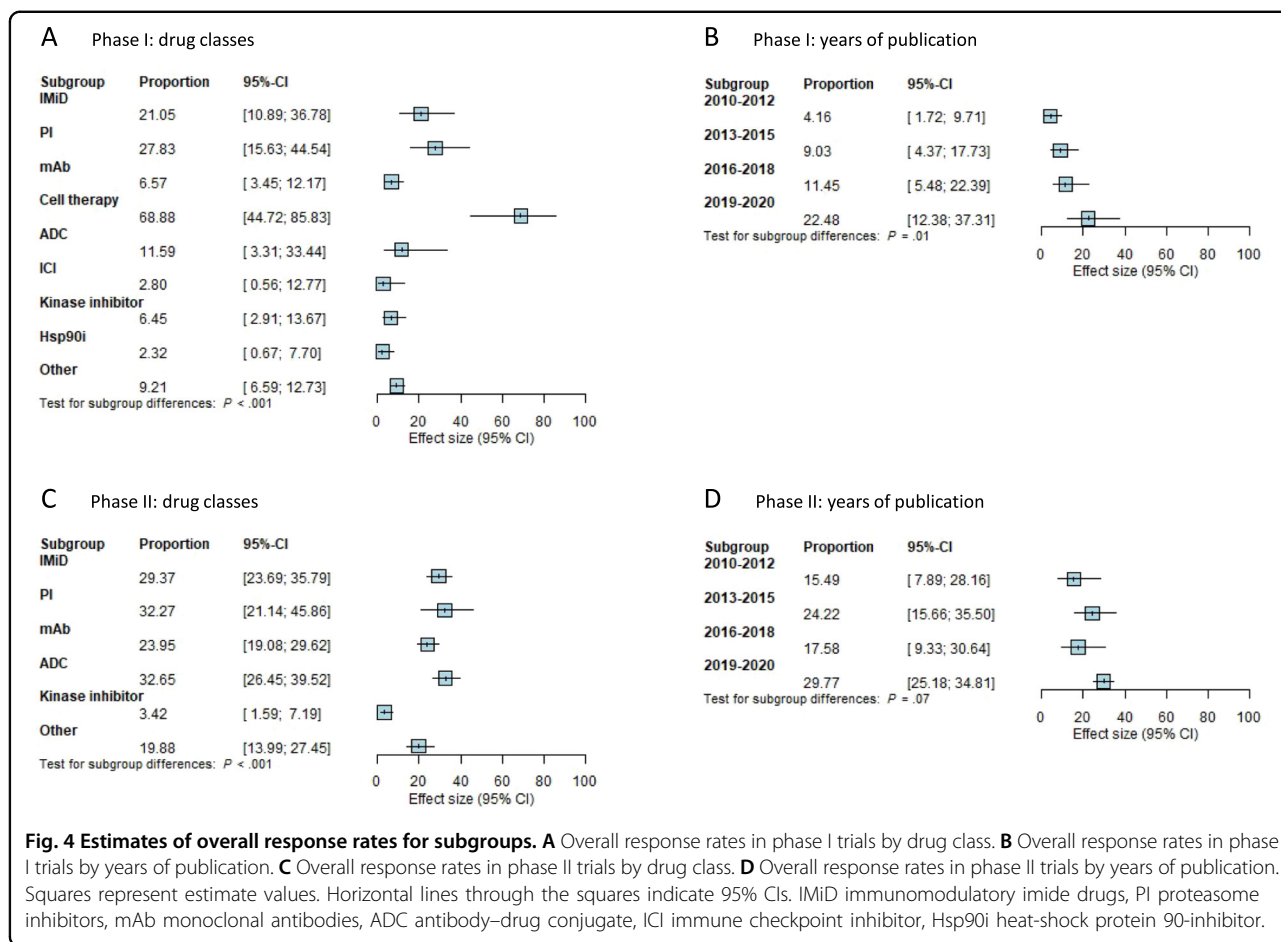 A Phase I: drug classes
Subgroup Proportion 95%-CI
IMiD
21.05 [10.89; 36.78]
PI
27.83 [15.63; 44.54]
mAb
6.57 [ 3.45; 12.17]
Cell therapy
68.88 [44.72; 85.83]
ADC
11.59 [ 3.31; 33.44]
ICI
2.80 [ 0.56; 12.77]
Kinase inhibitor
6.45 [ 2.91; 13.67]
Hsp90i
2.32 [ 0.67; 7.70]
Other
9.21 [ 6.59; 12.73]
Test for subgroup differences: P < .001
0 20 40 60 80 100
Effect size (95% CI)
B Phase I: years of publication
Subgroup Proportion 95%-CI
2010-2012
4.16 [ 1.72; 9.71]
2013-2015
9.03 [ 4.37; 17.73]
2016-2018
11.45 [ 5.48; 22.39]
2019-2020
22.48 [12.38; 37.31]
Test for subgroup differences: P = .01
0 20 40 60 80 100
Effect size (95% CI)
C Phase II: drug classes
Subgroup Proportion 95%-CI
IMiD
29.37 [23.69; 35.79]
PI
32.27 [21.14; 45.86]
mAb
23.95 [19.08; 29.62]
ADC
32.65 [26.45; 39.52]
Kinase inhibitor
3.42 [ 1.59; 7.19]
Other
19.88 [13.99; 27.45]
Test for subgroup differences: P < .001
0 20 40 60 80 100
Effect size (95% CI)
D Phase II: years of publication
Subgroup Proportion 95%-CI
2010-2012
15.49 [ 7.89; 28.16]
2013-2015
24.22 [15.66; 35.50]
2016-2018
17.58 [ 9.33; 30.64]
2019-2020
29.77 [25.18; 34.81]
Test for subgroup differences: P = .07
0 20 40 60 80 100
Effect size (95% CI)
Fig. 4 Estimates of overall response rates for subgroups. A Overall response rates in phase I trials by drug class. B Overall response rates in phase
I trials by years of publication. C Overall response rates in phase II trials by drug class. D Overall response rates in phase II trials by years of publication.
Squares represent estimate values. Horizontal lines through the squares indicate 95% CIs. IMiD immunomodulatory imide drugs, PI proteasome
inhibitors, mAb monoclonal antibodies, ADC antibody–drug conjugate, ICI immune checkpoint inhibitor, Hsp90i heat-shock protein 90-inhibitor.